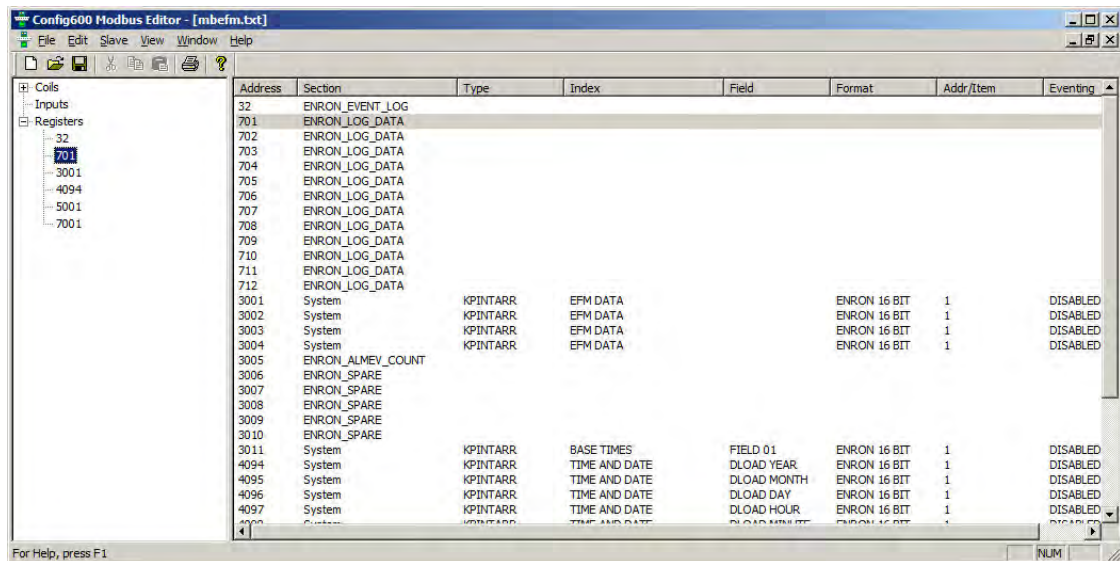 Config600 Modbus Editor - [mbefm.txt]
File Edit Slave View Window Help
Coils
Inputs
Registers
32
701
3001
4094
5001
7001
Address Section Type Index Field Format Addr/Item Eventing
32 ENRON_EVENT_LOG
701 ENRON_LOG_DATA
702 ENRON_LOG_DATA
703 ENRON_LOG_DATA
704 ENRON_LOG_DATA
705 ENRON_LOG_DATA
706 ENRON_LOG_DATA
707 ENRON_LOG_DATA
708 ENRON_LOG_DATA
709 ENRON_LOG_DATA
710 ENRON_LOG_DATA
711 ENRON_LOG_DATA
712 ENRON_LOG_DATA
3001 System KPINTARR EFM DATA ENRON 16 BIT 1 DISABLED
3002 System KPINTARR EFM DATA ENRON 16 BIT 1 DISABLED
3003 System KPINTARR EFM DATA ENRON 16 BIT 1 DISABLED
3004 System KPINTARR EFM DATA ENRON 16 BIT 1 DISABLED
3005 ENRON_ALMEV_COUNT
3006 ENRON_SPARE
3007 ENRON_SPARE
3008 ENRON_SPARE
3009 ENRON_SPARE
3010 ENRON_SPARE
3011 System KPINTARR BASE TIMES FIELD 01 ENRON 16 BIT 1 DISABLED
4094 System KPINTARR TIME AND DATE DLOAD YEAR ENRON 16 BIT 1 DISABLED
4095 System KPINTARR TIME AND DATE DLOAD MONTH ENRON 16 BIT 1 DISABLED
4096 System KPINTARR TIME AND DATE DLOAD DAY ENRON 16 BIT 1 DISABLED
4097 System KPINTARR TIME AND DATE DLOAD HOUR ENRON 16 BIT 1 DISABLED
For Help, press F1 NUM